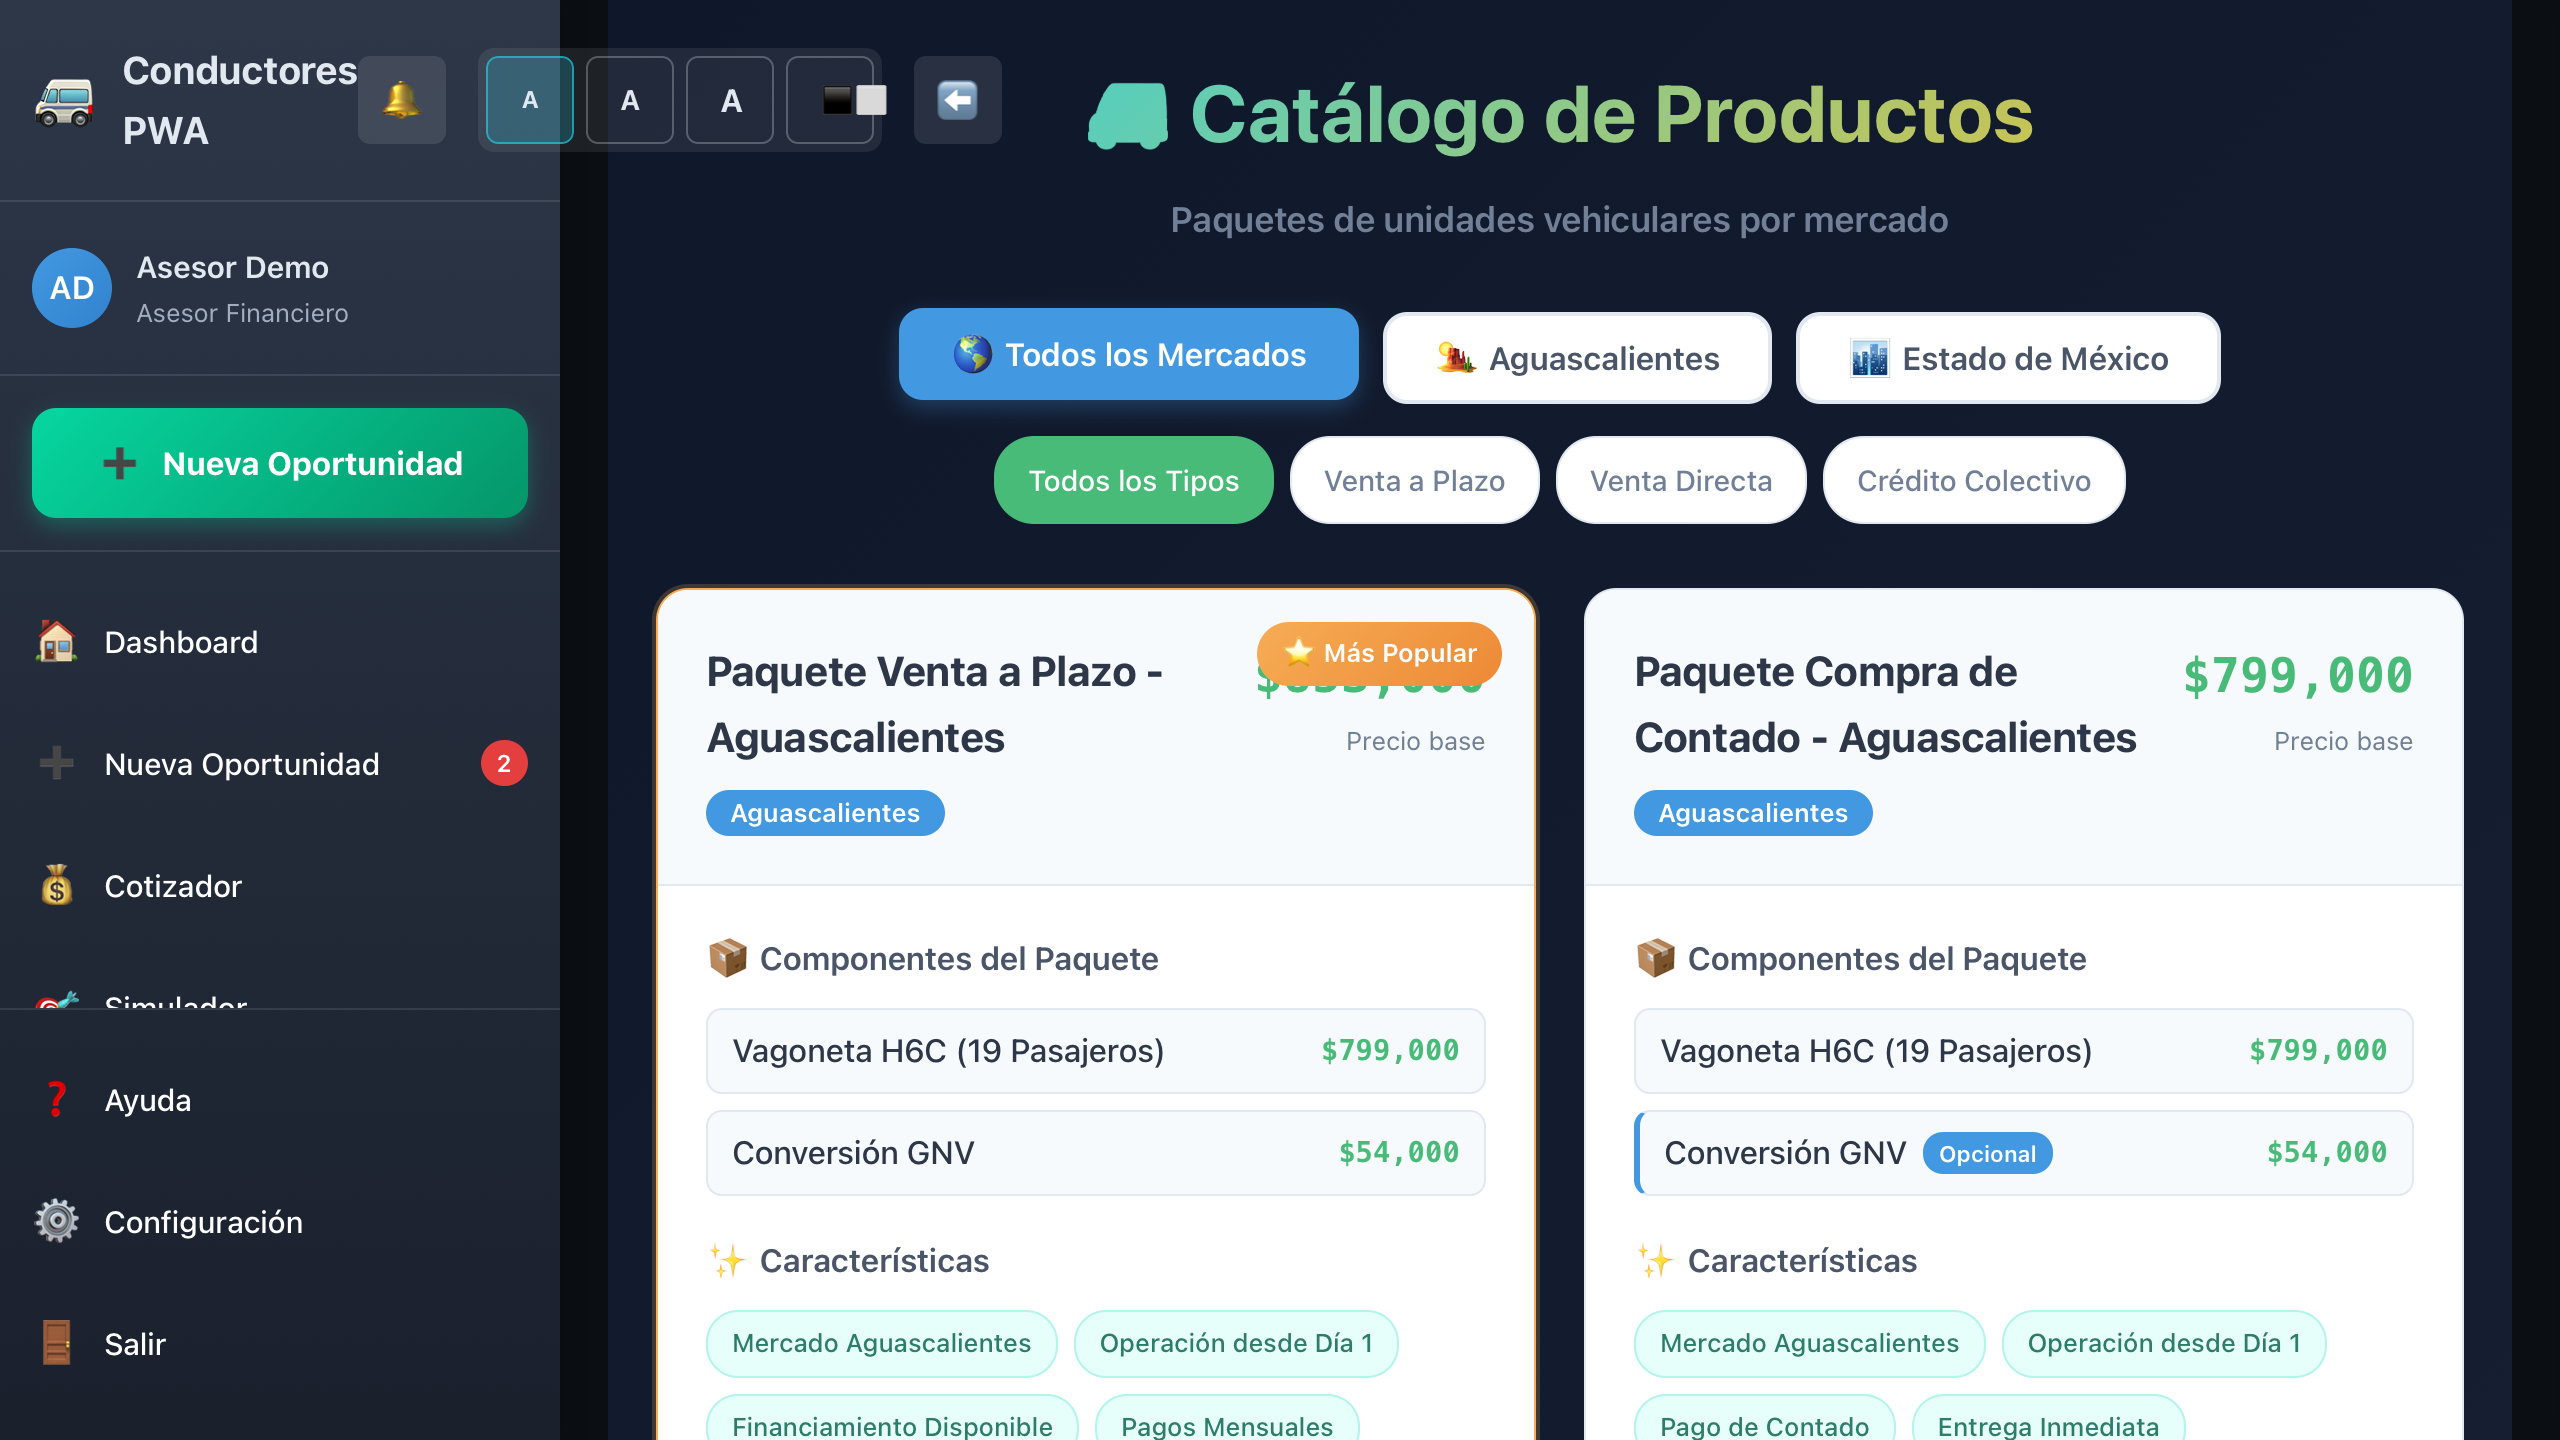 Conductores
PWA
A
A
A
Asesor Demo
AD
Asesor Financiero
Nueva Oportunidad
Dashboard
Nueva Oportunidad
2
Cotizador
Simulador
Ayuda
Configuración
Salir
Catálogo de Productos
Paquetes de unidades vehiculares por mercado
Todos los Mercados
Aguascalientes
Estado de México
Todos los Tipos
Venta a Plazo
Venta Directa
Crédito Colectivo
Más Popular
Paquete Venta a Plazo -
Aguascalientes
Precio base
Aguascalientes
Componentes del Paquete
Vagoneta H6C (19 Pasajeros)
$799,000
Conversión GNV
$54,000
Características
Mercado Aguascalientes
Operación desde Día 1
Financiamiento Disponible
Pagos Mensuales
Paquete Compra de
Contado - Aguascalientes
$799,000
Precio base
Aguascalientes
Componentes del Paquete
Vagoneta H6C (19 Pasajeros)
$799,000
Conversión GNV
Opcional
$54,000
Características
Mercado Aguascalientes
Operación desde Día 1
Pago de Contado
Entrega Inmediata